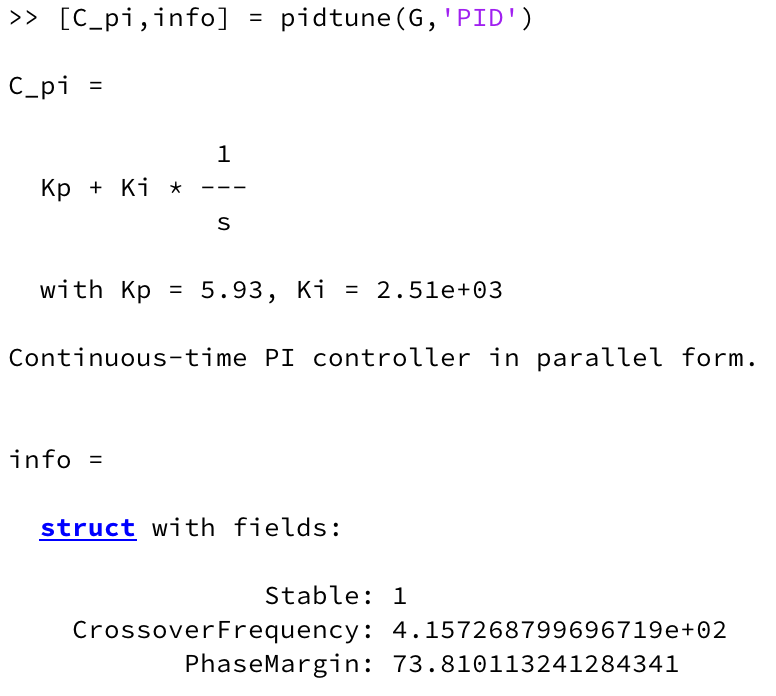 >> [C_pi,info] = pidtune(G,'PID')
C_pi =
1
Kp + Ki * ---
s
with Kp = 5.93, Ki = 2.51e+03
Continuous-time PI controller in parallel form.
info =
struct with fields:
Stable: 1
CrossoverFrequency: 4.157268799696719e+02
PhaseMargin: 73.810113241284341